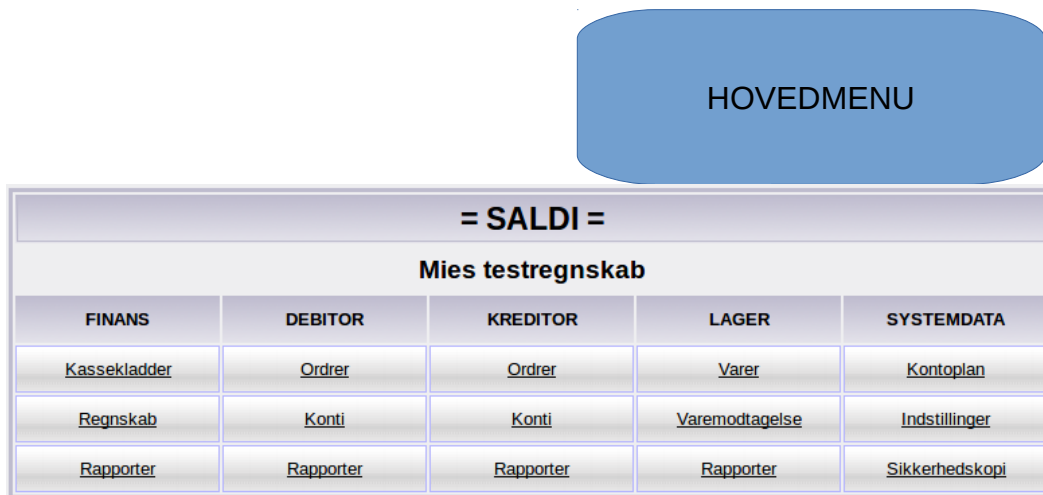 HOVEDMENU
= SALDI =
Mies testregnskab
FINANS DEBITOR KREDITOR LAGER SYSTEMDATA
Kassekladder Ordrer Ordrer Varer Kontoplan
Regnskab Konti Konti Varemodtagelse Indstillinger
Rapporter Rapporter Rapporter Rapporter Sikkerhedskopi